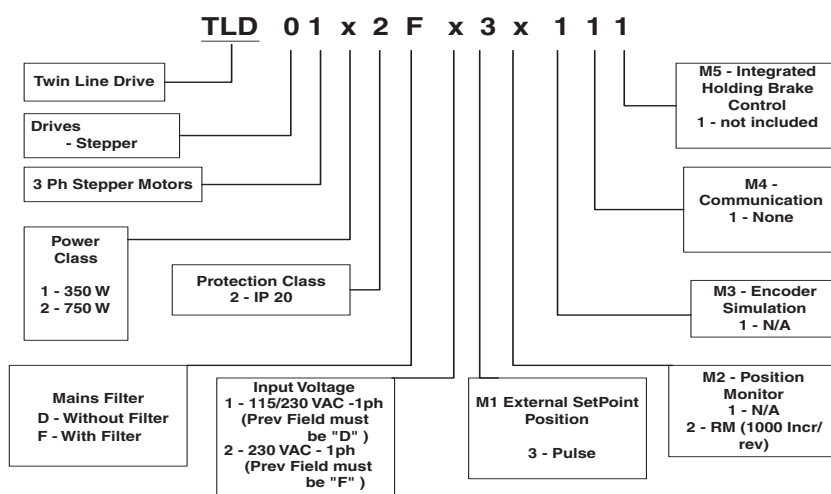 TLD 0 1 x 2 F x 3 x 1 1 1
Twin Line Drive
Drives
- Stepper
3 Ph Stepper Motors
Power
Class
1 - 350 W
2 - 750 W
Protection Class
2 - IP 20
Mains Filter
D - Without Filter
F - With Filter
Input Voltage
1 - 115/230 VAC -1ph
(Prev Field must
be "D" )
2 - 230 VAC - 1ph
(Prev Field must
be "F" )
M1 External SetPoint
Position
3 - Pulse
M2 - Position
Monitor
1 - N/A
2 - RM (1000 Incr/
rev)
M3 - Encoder
Simulation
1 - N/A
M4 -
Communication
1 - None
M5 - Integrated
Holding Brake
Control
1 - not included